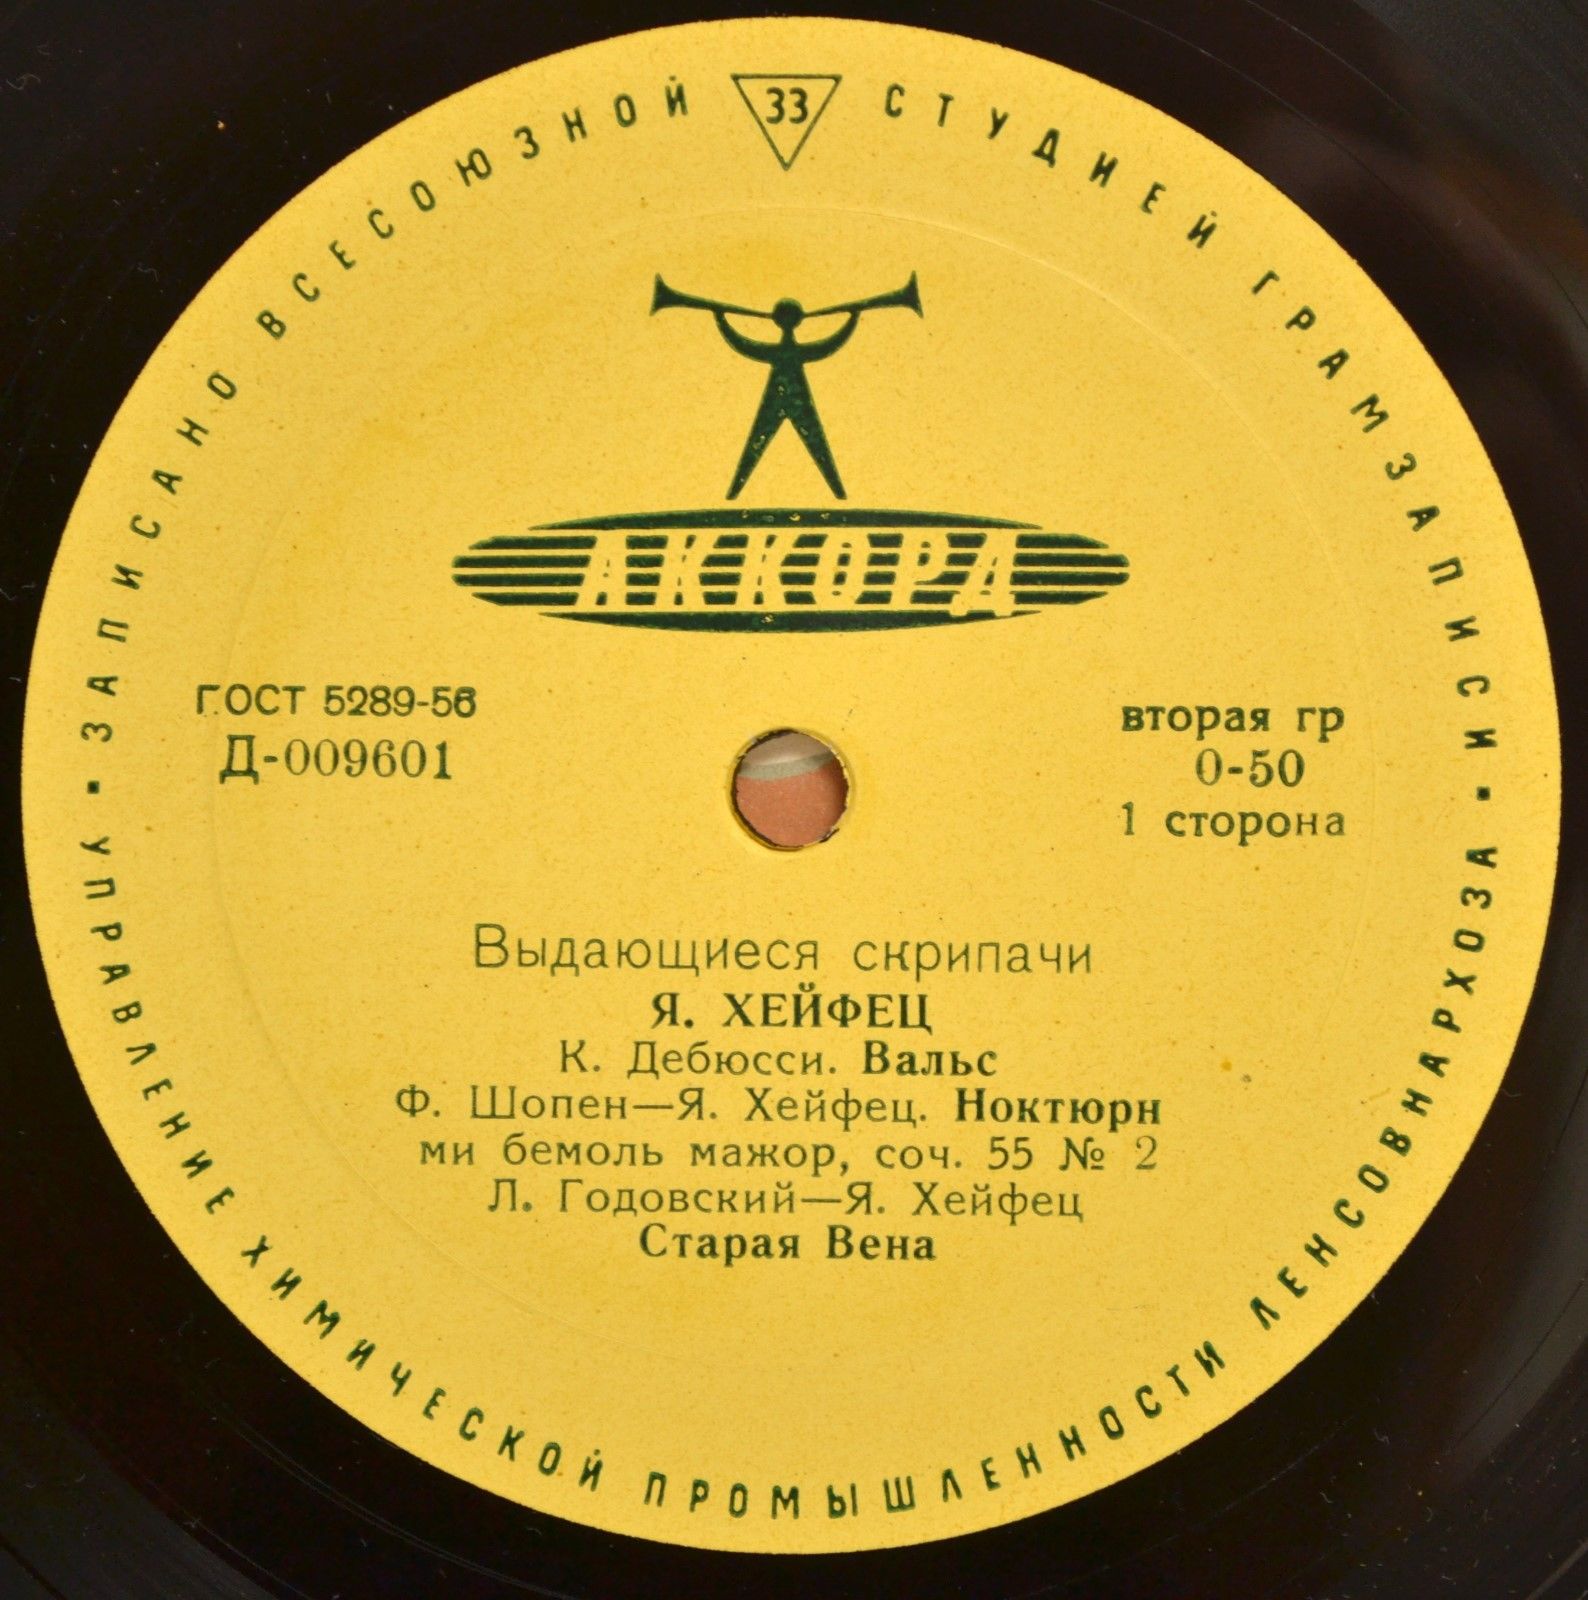 ЗАПИСАНО ВСЕСОЮЗНОЙ 33 СТУДИЕЙ ГРАМЗАПИСИ
АККОРД
ГОСТ 5289-56
Д-009601
вторая гр
0-50
1 сторона
Выдающиеся скрипачи
Я. ХЕЙФЕЦ
К. Дебюсси. Вальс
Ф. Шопен—Я. Хейфец. Ноктюрн
ми бемоль мажор, соч. 55 № 2
Л. Годовский—Я. Хейфец
Старая Вена
• УПРАВЛЕНИЕ ХИМИЧЕСКОЙ ПРОМЫШЛЕННОСТИ ЛЕНСОВНАРХОЗА •